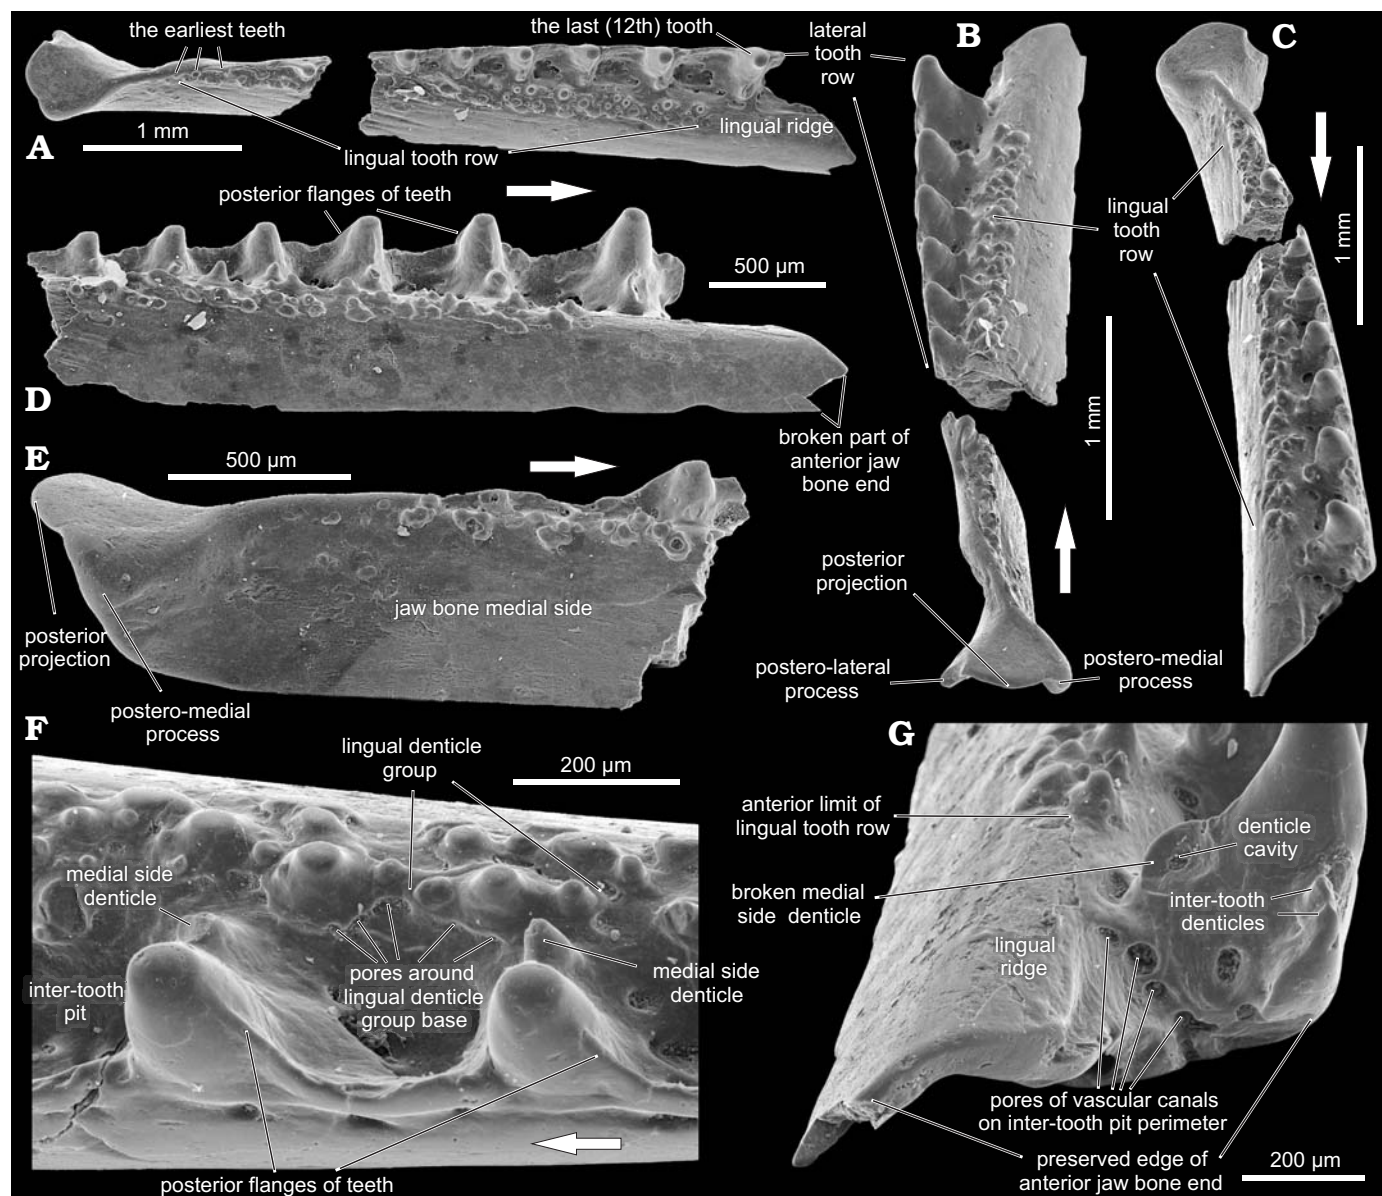 the earliest teeth
the last (12th) tooth
lateral
tooth
row
B
C
1 mm
A
lingual tooth row
lingual ridge
posterior flanges of teeth
500 µm
D
lingual
tooth
row
1 mm
1 mm
broken part of
anterior jaw
bone end
E
500 µm
jaw bone medial side
posterior
projection
postero-medial
process
posterior
projection
postero-lateral
process
postero-medial
process
F
lingual denticle
group
200 µm
medial side
denticle
inter-tooth
pit
pores around
lingual denticle
group base
medial side
denticle
posterior flanges of teeth
G
anterior limit of
lingual tooth row
denticle
cavity
broken medial
side denticle
inter-tooth
denticles
lingual
ridge
pores of vascular canals
on inter-tooth pit perimeter
preserved edge of
anterior jaw bone end
200 µm